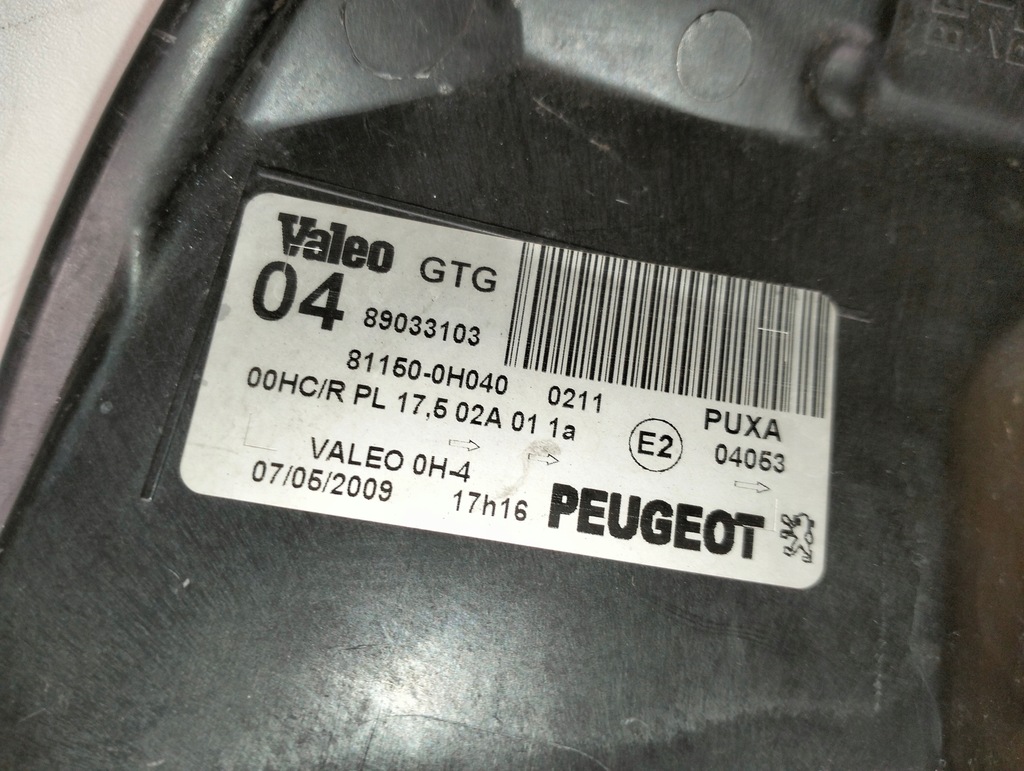 Valeo GTG
04 89033103
81150-0H040 0211
00HC/R PL 17,5 02A 01 1a
E2 PUXA
04053
VALEO 0H-4
07/05/2009 17h16 PEUGEOT